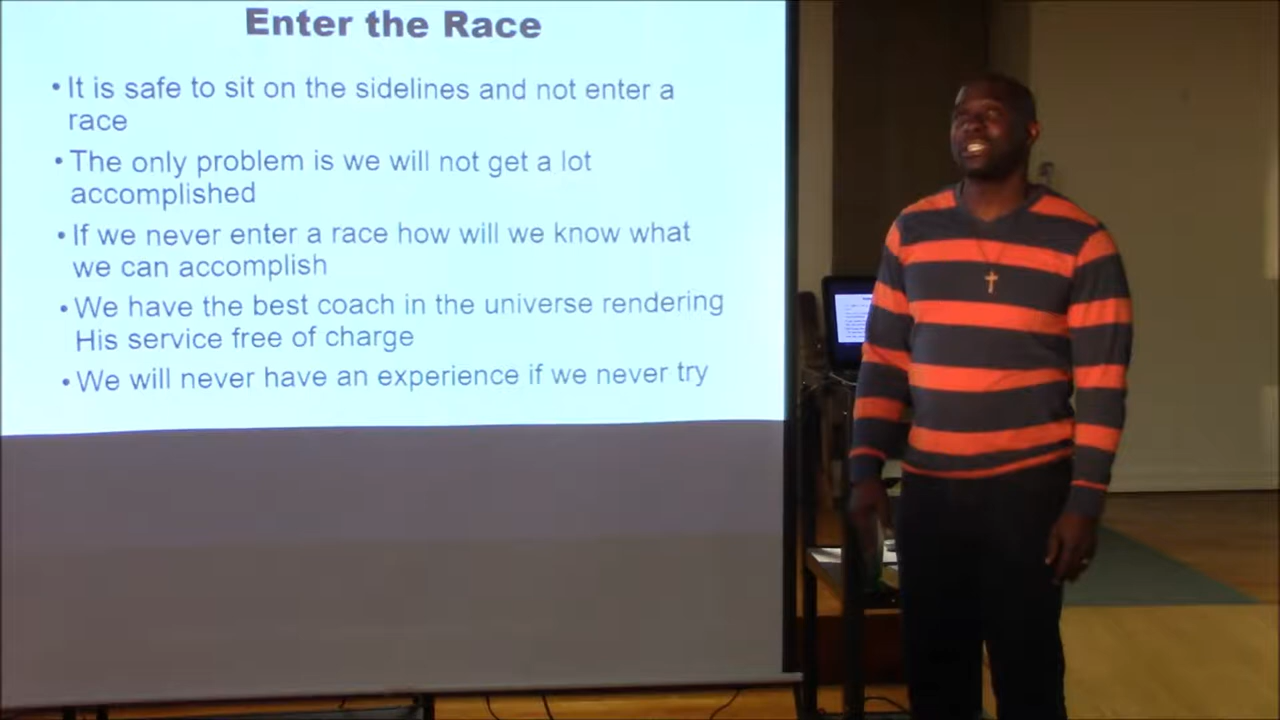 Enter the Race
• It is safe to sit on the sidelines and not enter a
race
• The only problem is we will not get a lot
accomplished
• If we never enter a race how will we know what
we can accomplish
• We have the best coach in the universe rendering
His service free of charge
• We will never have an experience if we never try